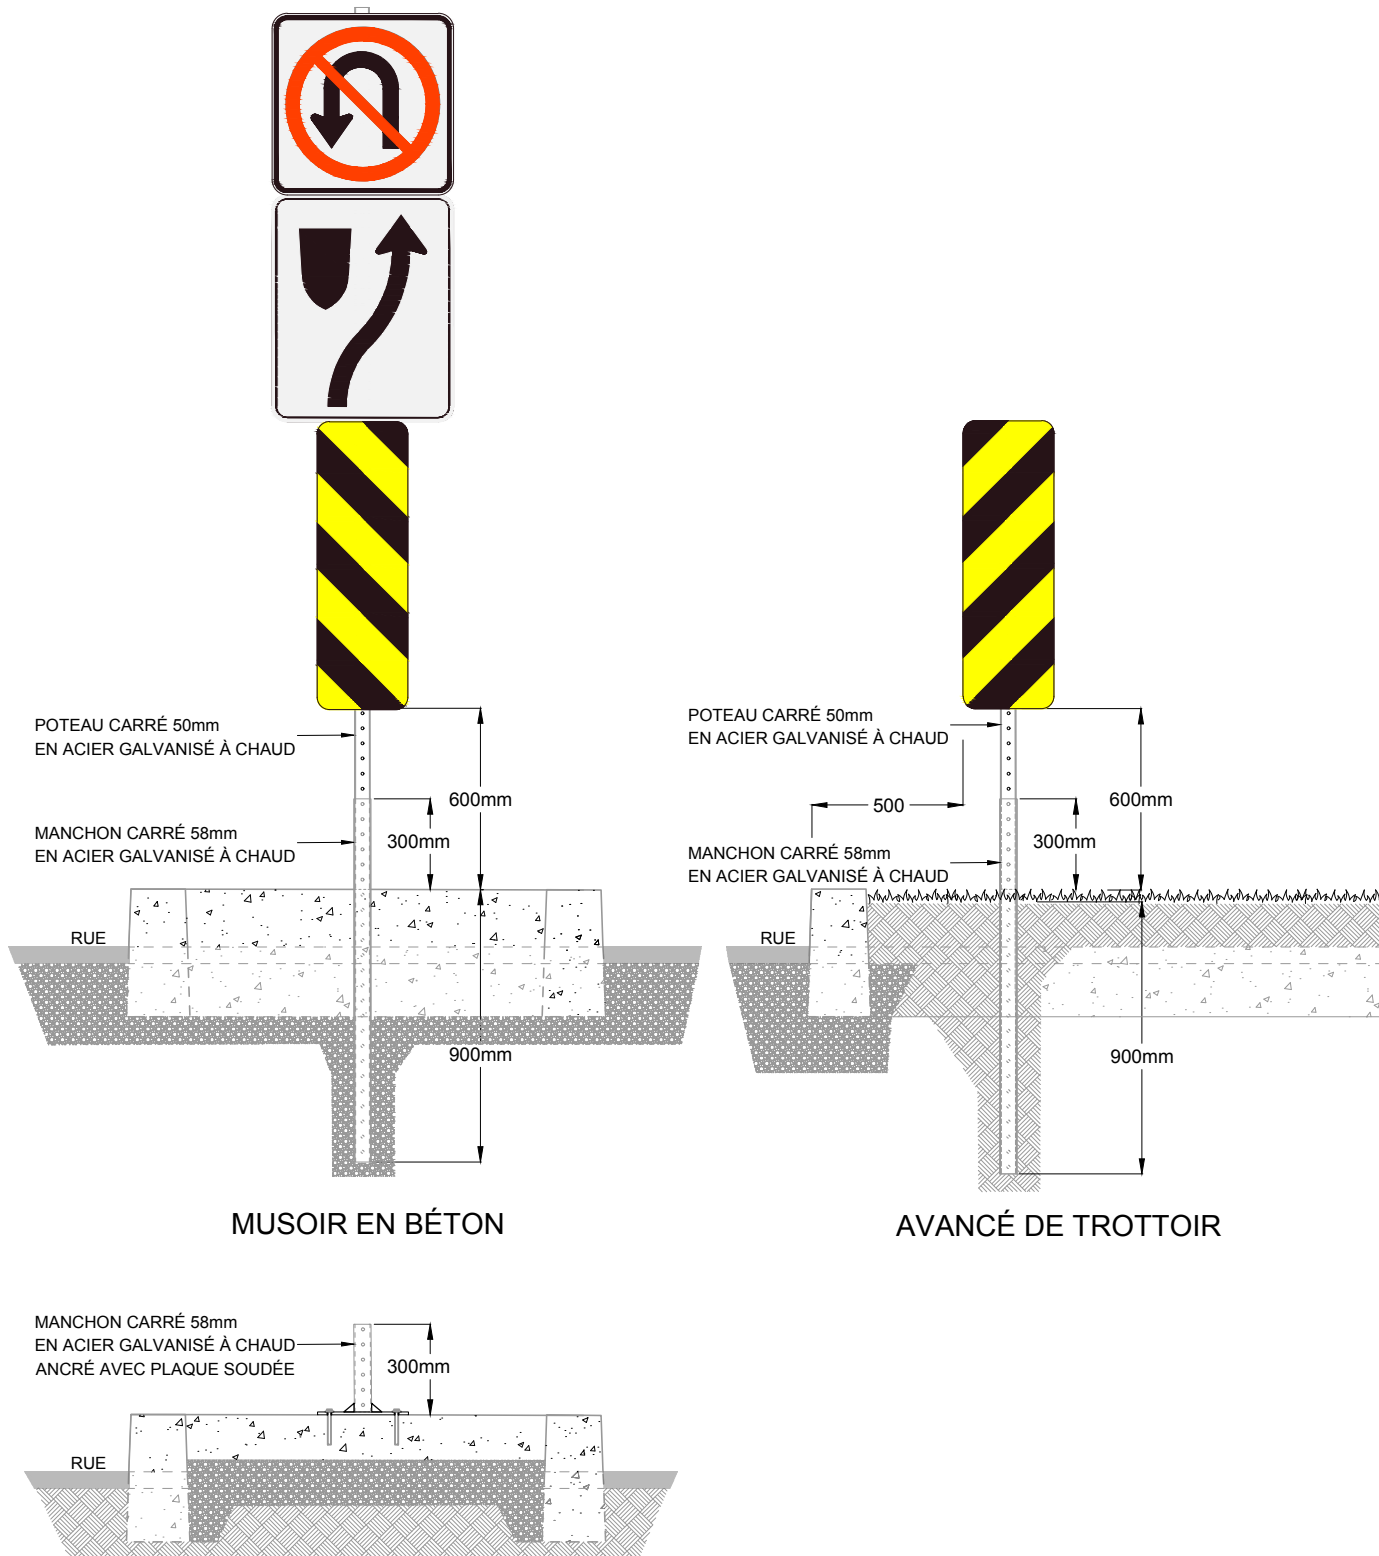 POTEAU CARRÉ 50mm
EN ACIER GALVANISÉ À CHAUD
600mm
300mm
MANCHON CARRÉ 58mm
EN ACIER GALVANISÉ À CHAUD
RUE
900mm
MUSOIR EN BÉTON
POTEAU CARRÉ 50mm
EN ACIER GALVANISÉ À CHAUD
500
600mm
300mm
MANCHON CARRÉ 58mm
EN ACIER GALVANISÉ À CHAUD
RUE
900mm
AVANCÉ DE TROTTOIR
MANCHON CARRÉ 58mm
EN ACIER GALVANISÉ À CHAUD
ANCRÉ AVEC PLAQUE SOUDÉE
300mm
RUE